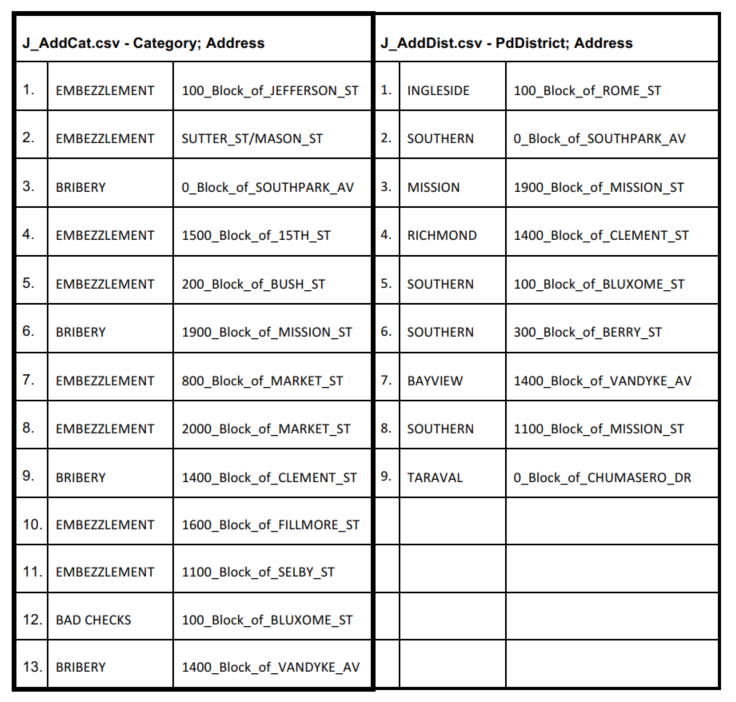 J_AddCat.csv - Category; Address J_AddDist.csv - PdDistrict; Address
1. EMBEZZLEMENT 100_Block_of_JEFFERSON_ST 1. INGLESIDE 100_Block_of_ROME_ST
2. EMBEZZLEMENT SUTTER_ST/MASON_ST 2. SOUTHERN 0_Block_of_SOUTHPARK_AV
3. BRIBERY 0_Block_of_SOUTHPARK_AV 3. MISSION 1900_Block_of_MISSION_ST
4. EMBEZZLEMENT 1500_Block_of_15TH_ST 4. RICHMOND 1400_Block_of_CLEMENT_ST
5. EMBEZZLEMENT 200_Block_of_BUSH_ST 5. SOUTHERN 100_Block_of_BLUXOME_ST
6. BRIBERY 1900_Block_of_MISSION_ST 6. SOUTHERN 300_Block_of_BERRY_ST
7. EMBEZZLEMENT 800_Block_of_MARKET_ST 7. BAYVIEW 1400_Block_of_VANDYKE_AV
8. EMBEZZLEMENT 2000_Block_of_MARKET_ST 8. SOUTHERN 1100_Block_of_MISSION_ST
9. BRIBERY 1400_Block_of_CLEMENT_ST 9. TARAVAL 0_Block_of_CHUMASERO_DR
10. EMBEZZLEMENT 1600_Block_of_FILLMORE_ST
11. EMBEZZLEMENT 1100_Block_of_SELBY_ST
12. BAD CHECKS 100_Block_of_BLUXOME_ST
13. BRIBERY 1400_Block_of_VANDYKE_AV